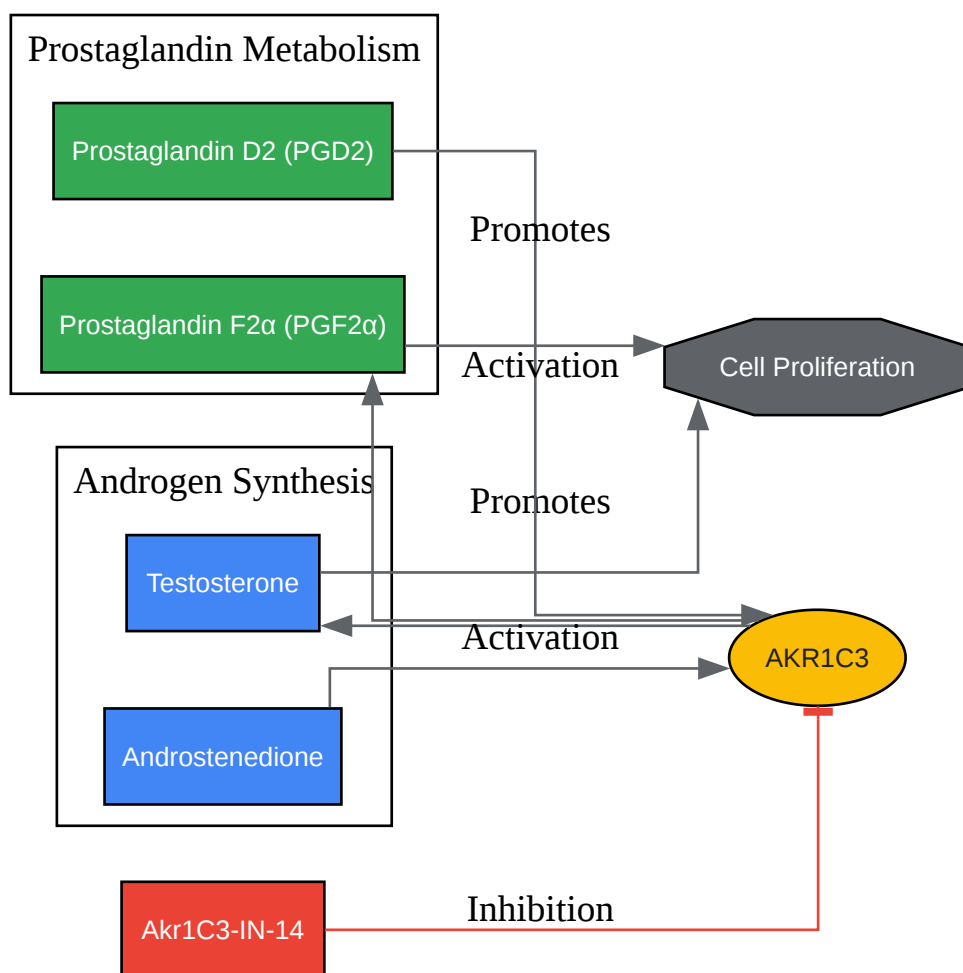 Prostaglandin Metabolism
Prostaglandin D2 (PGD2)
Promotes
Prostaglandin F2α (PGF2α)
Activation
Cell Proliferation
Androgen Synthesis
Promotes
Testosterone
Activation
AKR1C3
Androstenedione
Inhibition
Akr1C3-IN-14